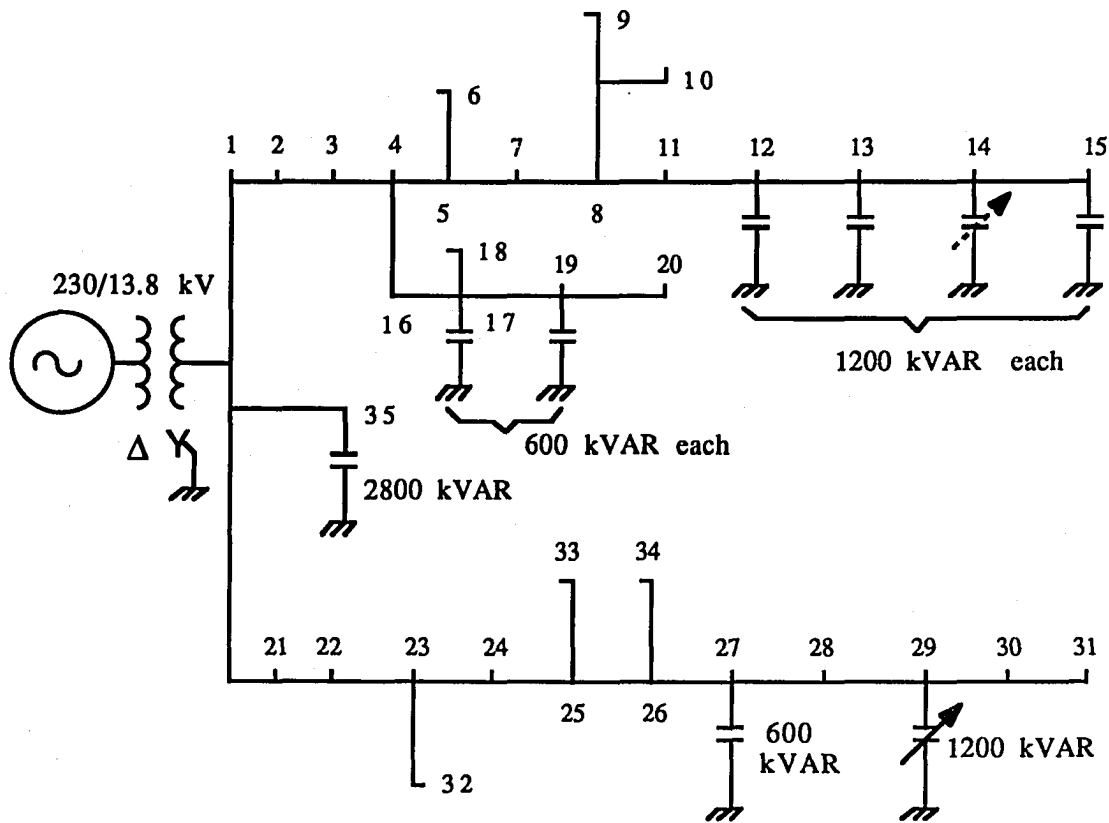 9
10
6
1 2 3 4 7 11 12 13 14 15
5 8
18 19 20
230/13.8 kV
16 17
1200 kVAR each
35
Δ Y
600 kVAR each
2800 kVAR
33 34
21 22 23 24 27 28 29 30 31
25 26
600
kVAR
1200 kVAR
32